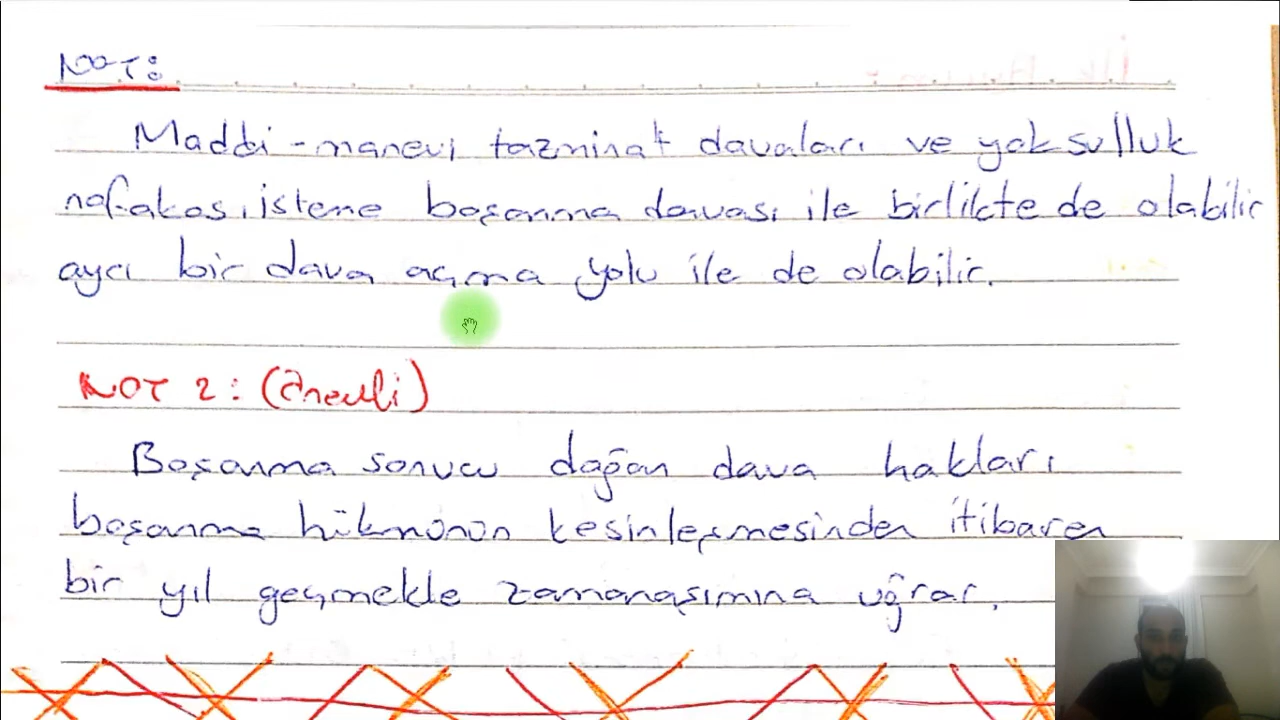 NOT:
Maddi-manevi tazminat davaları ve yoksulluk
nafakası isteme boşanma davası ile birlikte de olabilir
ayrı bir dava açma yolu ile de olabilir.
NOT 2: (Önemli)
Boşanma sonucu doğan dava hakları
boşanma hükmünün kesinleşmesinden itibaren
bir yıl geçmekle zamanaşımına uğrar.